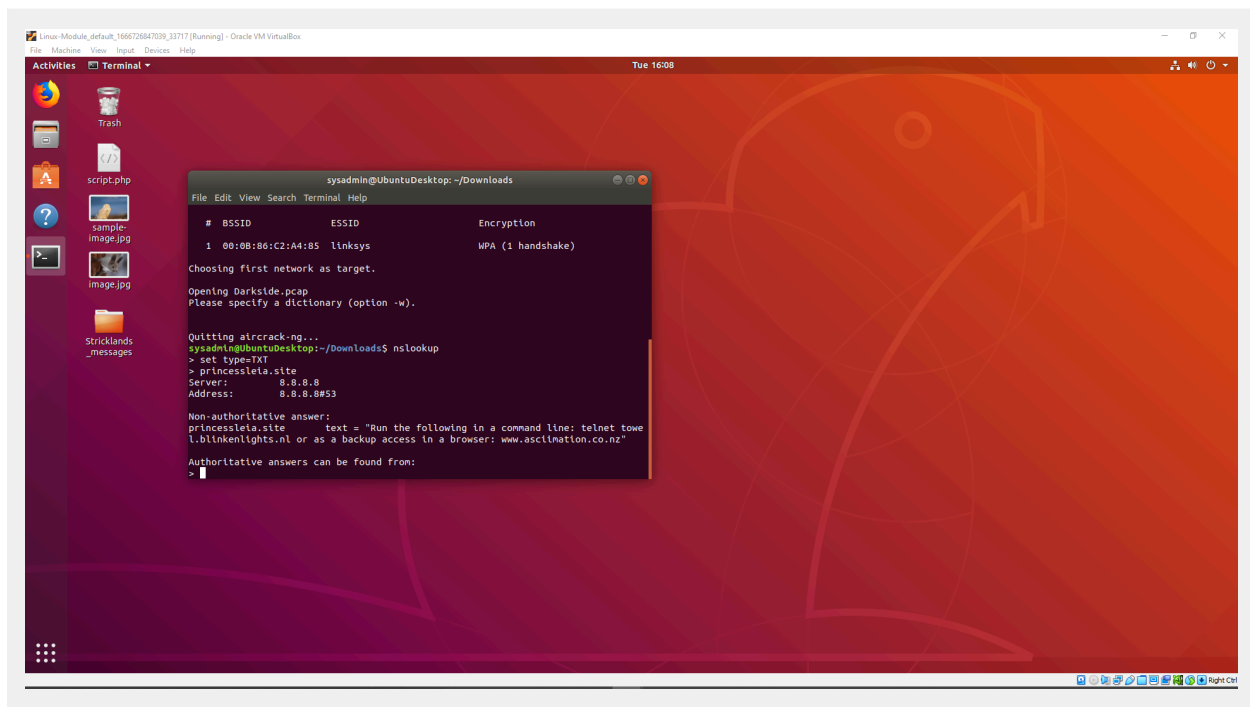 Linux-Module_default_1666726847039_33717 [Running] - Oracle VM VirtualBox
File Machine View Input Devices Help
Activities Terminal Tue 16:08
Trash
script.php
sample-
image.jpg
image.jpg
Stricklands
_messages
sysadmin@UbuntuDesktop: ~/Downloads
File Edit View Search Terminal Help
# BSSID ESSID Encryption
1 00:0B:86:C2:A4:85 linksys WPA (1 handshake)
Choosing first network as target.
Opening Darkside.pcap
Please specify a dictionary (option -w).
Quitting aircrack-ng...
sysadmin@UbuntuDesktop:~/Downloads$ nslookup
> set type=TXT
> princessleia.site
Server: 8.8.8.8
Address: 8.8.8.8#53
Non-authoritative answer:
princessleia.site text = "Run the following in a command line: telnet towe
l.blinkenlights.nl or as a backup access in a browser: www.asciimation.co.nz"
Authoritative answers can be found from:
>
Right Ctrl